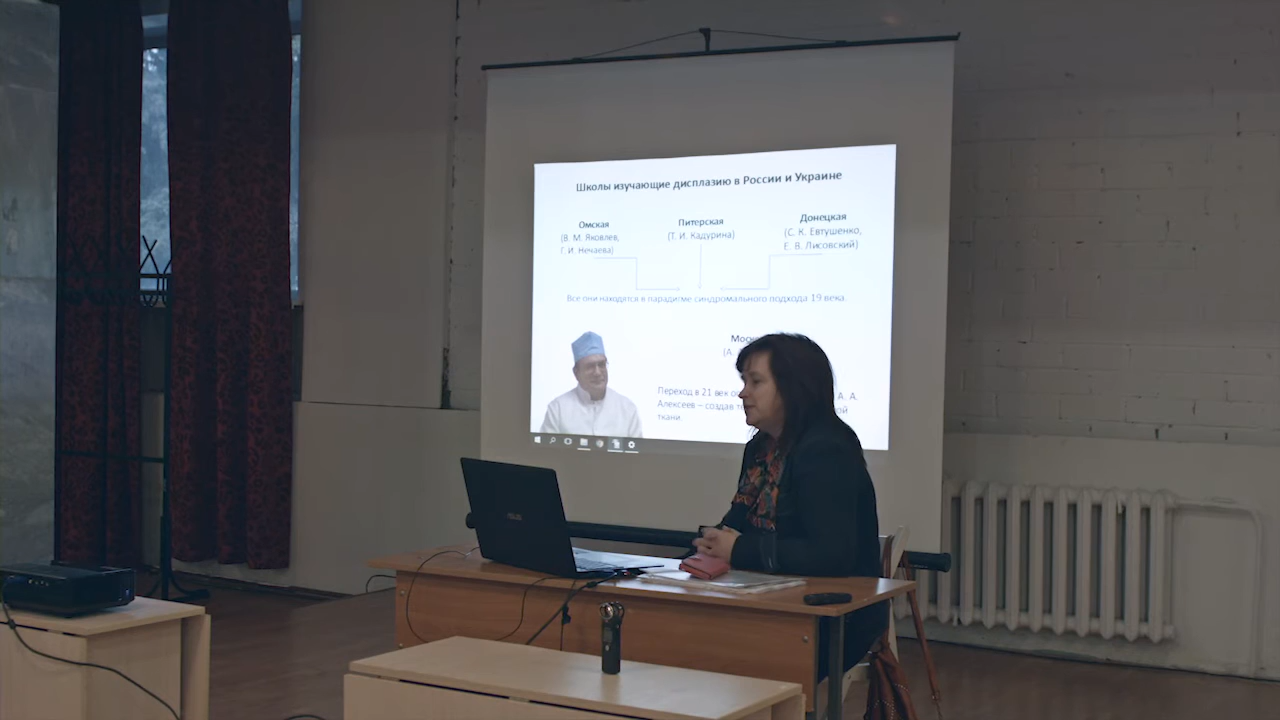 Школы изучающие дисплазию в России и Украине
Омская
(В. М. Яковлев,
Г. И. Нечаева)
Питерская
(Т. И. Кадурина)
Донецкая
(С. К. Евтушенко,
Е. В. Лисовский)
Все они находятся в парадигме синдромального подхода 19 века.
(А.
Переход в 21 век А. А.
Алексеев – создав
ткани.
ASUS